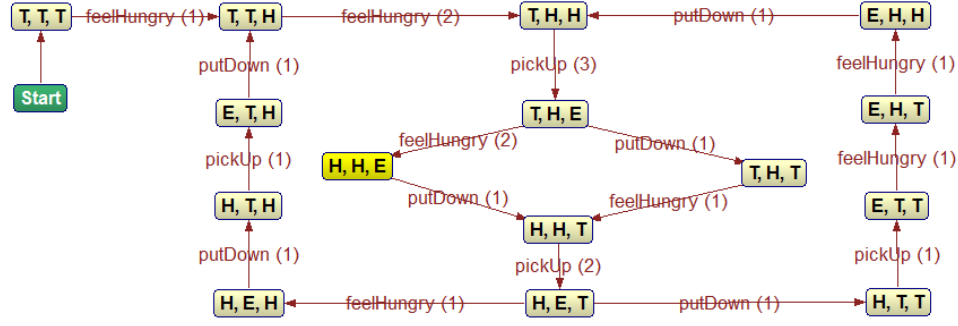 T, T, T feelHungry (1) T, T, H feelHungry (2) T, H, H putDown (1) E, H, H
putDown (1) pickUp (3) feelHungry (1)
Start E, T, H T, H, E E, H, T
feelHungry (2) putDown (1)
pickUp (1) H, H, E T, H, T feelHungry (1)
putDown (1) feelHungry (1)
H, T, H H, H, T E, T, T
putDown (1) pickUp (2) pickUp (1)
H, E, H feelHungry (1) H, E, T putDown (1) H, T, T